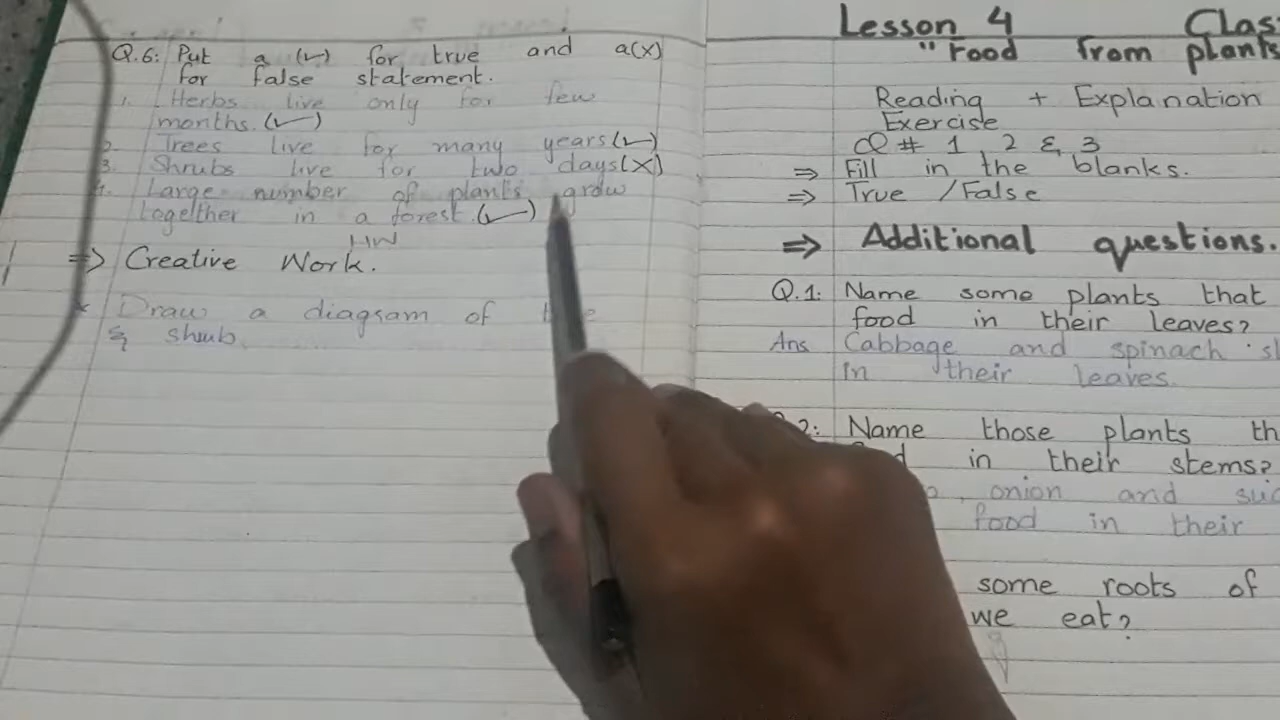 Q.6: Put a (✓) for true and a(x)
for false statement.
1. Herbs live only for few
months. (✓)
2. Trees live for many years(✓)
3. Shrubs live for two days(x)
4. Large number of plants grow
together in a forest.(✓)
HW
=> Creative Work.
* Draw a diagram of
& shrub
Lesson 4 Clas
"Food from plants
Reading + Explanation
Exercise
Q # 1, 2 & 3
=> Fill in the blanks.
=> True / False
=> Additional questions.
Q.1: Name some plants that
food in their leaves?
Ans Cabbage and spinach
in their leaves.
2: Name those plants th
in their stems?
onion and
food in their
some roots of
we eat?